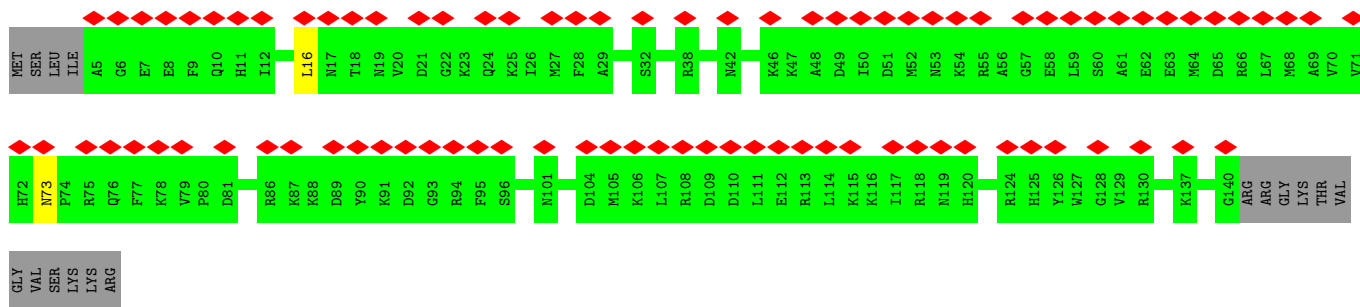 MET SER LEU ILE A5 G6 E7 E8 F9 Q10 H11 I12 L16 N17 T18 N19 V20 D21 G22 K23 Q24 K25 I26 M27 F28 A29 S32 R38 N42 K46 K47 A48 D49 I50 D51 M52 N53 K54 R55 A56 G57 E58 L59 S60 A61 E62 E63 M64 D65 R66 L67 M68 A69 V70 V71
H72 N73 P74 R75 Q76 F77 K78 V79 P80 D81 R86 K87 K88 D89 Y90 K91 D92 G93 R94 F95 S96 N101 D104 M105 K106 L107 R108 D109 D110 L111 E112 R113 L114 K115 K116 I117 R118 N119 H120 R124 H125 Y126 W127 G128 V129 R130 K137 G140 ARG ARG GLY LYS THR VAL
GLY VAL SER LYS LYS ARG